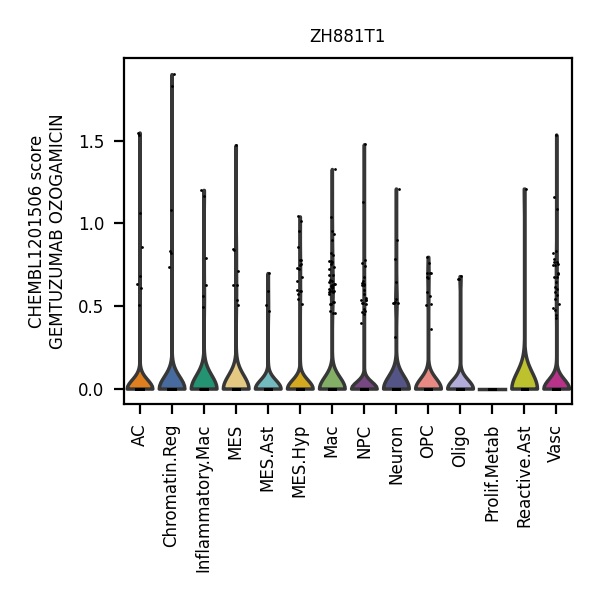 ZH881T1
CHEMBL1201506 score
GEMTUZUMAB OZOGAMICIN
1.5
1.0
0.5
0.0
AC
Chromatin.Reg
Inflammatory.Mac
MES
MES.Ast
MES.Hyp
Mac
NPC
Neuron
OPC
Oligo
Prolif.Metab
Reactive.Ast
Vasc